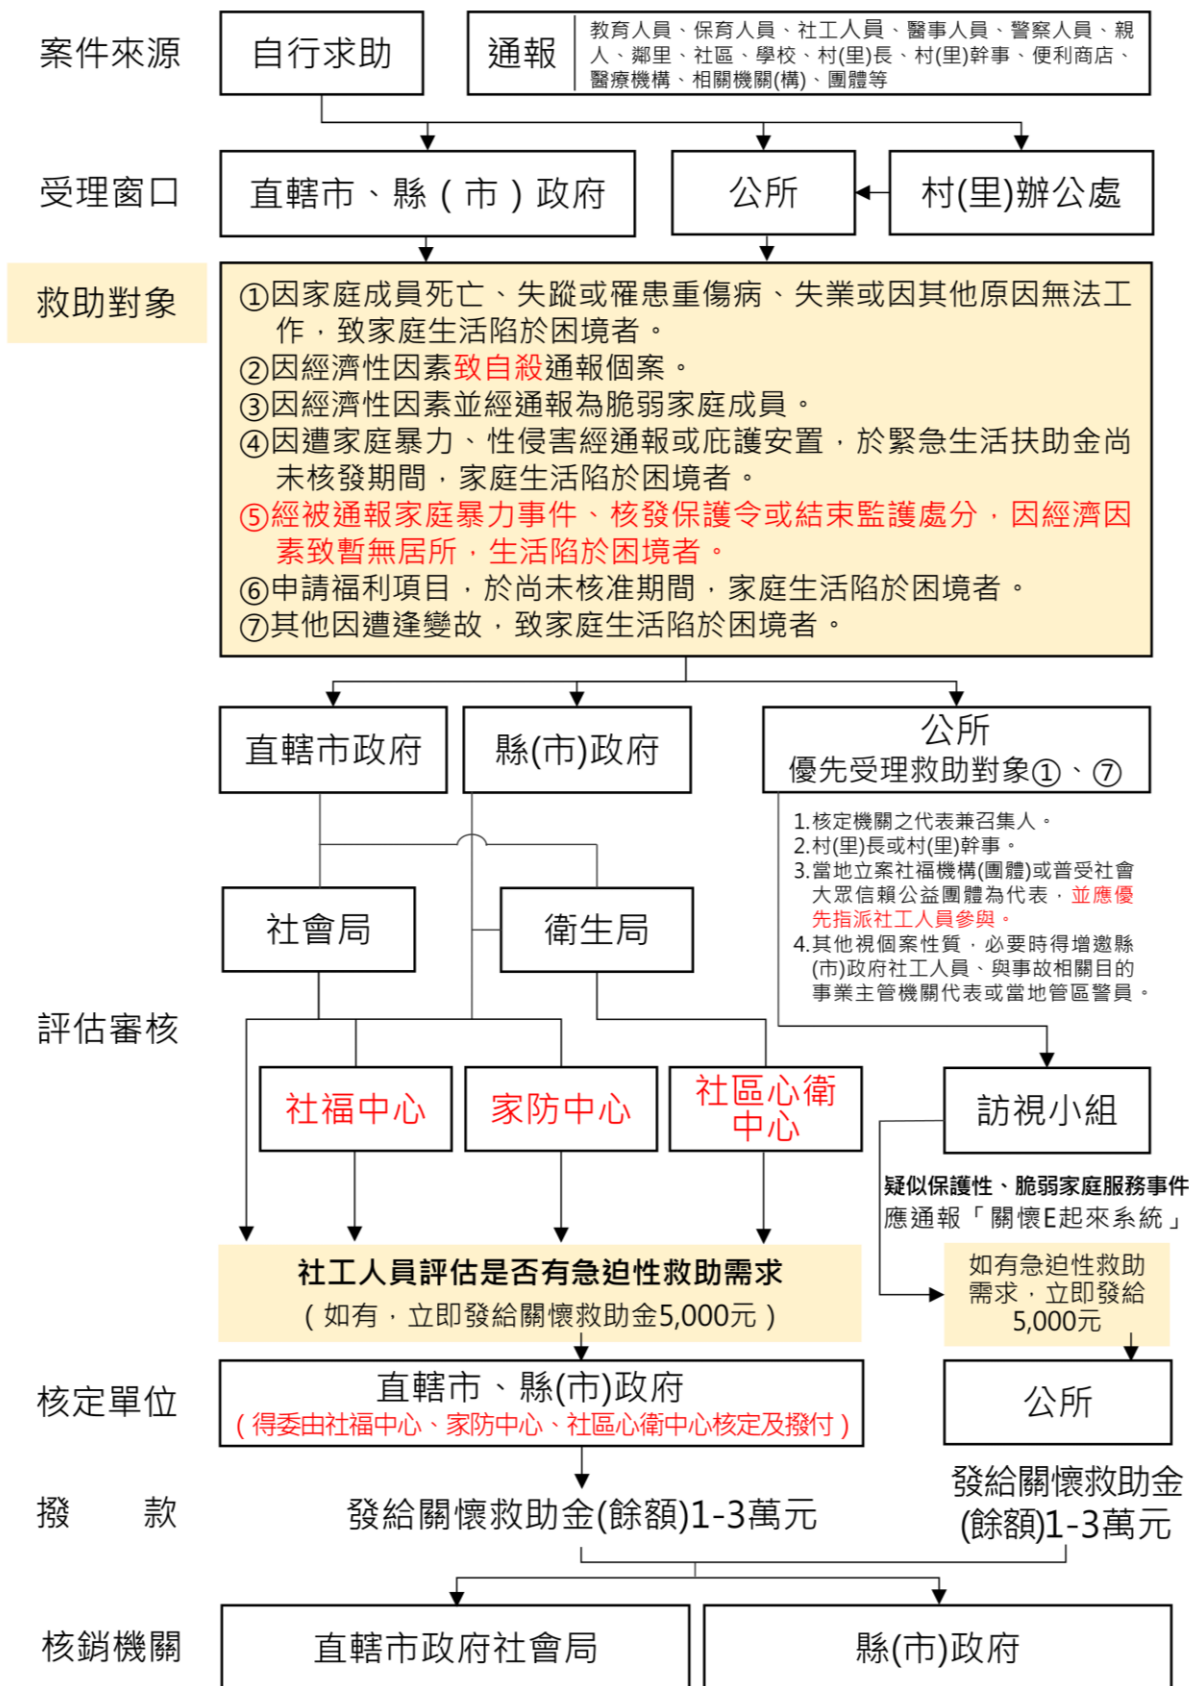 案件來源
自行求助
通報
教育人員、保育人員、社工人員、醫事人員、警察人員、親
人、鄰里、社區、學校、村(里)長、村(里)幹事、便利商店、
醫療機構、相關機關(構)、團體等
受理窗口
直轄市、縣（市）政府
公所
村(里)辦公處
救助對象
①因家庭成員死亡、失蹤或罹患重傷病、失業或因其他原因無法工
作，致家庭生活陷於困境者。
②因經濟性因素致自殺通報個案。
③因經濟性因素並經通報為脆弱家庭成員。
④因遭家庭暴力、性侵害經通報或庇護安置，於緊急生活扶助金尚
未核發期間，家庭生活陷於困境者。
⑤經被通報家庭暴力事件、核發保護令或結束監護處分，因經濟因
素致暫無居所，生活陷於困境者。
⑥申請福利項目，於尚未核准期間，家庭生活陷於困境者。
⑦其他因遭逢變故，致家庭生活陷於困境者。
直轄市政府
縣(市)政府
公所
優先受理救助對象①、⑦
1.核定機關之代表兼召集人。
2.村(里)長或村(里)幹事。
3.當地立案社福機構(團體)或普受社會
大眾信賴公益團體為代表，並應優
先指派社工人員參與。
4.其他視個案性質，必要時得增邀縣
(市)政府社工人員、與事故相關目的
事業主管機關代表或當地管區警員。
社會局
衛生局
評估審核
社福中心
家防中心
社區心衛
中心
訪視小組
疑似保護性、脆弱家庭服務事件
應通報「關懷E起來系統」
社工人員評估是否有急迫性救助需求
（如有，立即發給關懷救助金5,000元）
如有急迫性救助
需求，立即發給
5,000元
核定單位
直轄市、縣(市)政府
（得委由社福中心、家防中心、社區心衛中心核定及撥付）
公所
撥　　款
發給關懷救助金(餘額)1-3萬元
發給關懷救助金
(餘額)1-3萬元
核銷機關
直轄市政府社會局
縣(市)政府